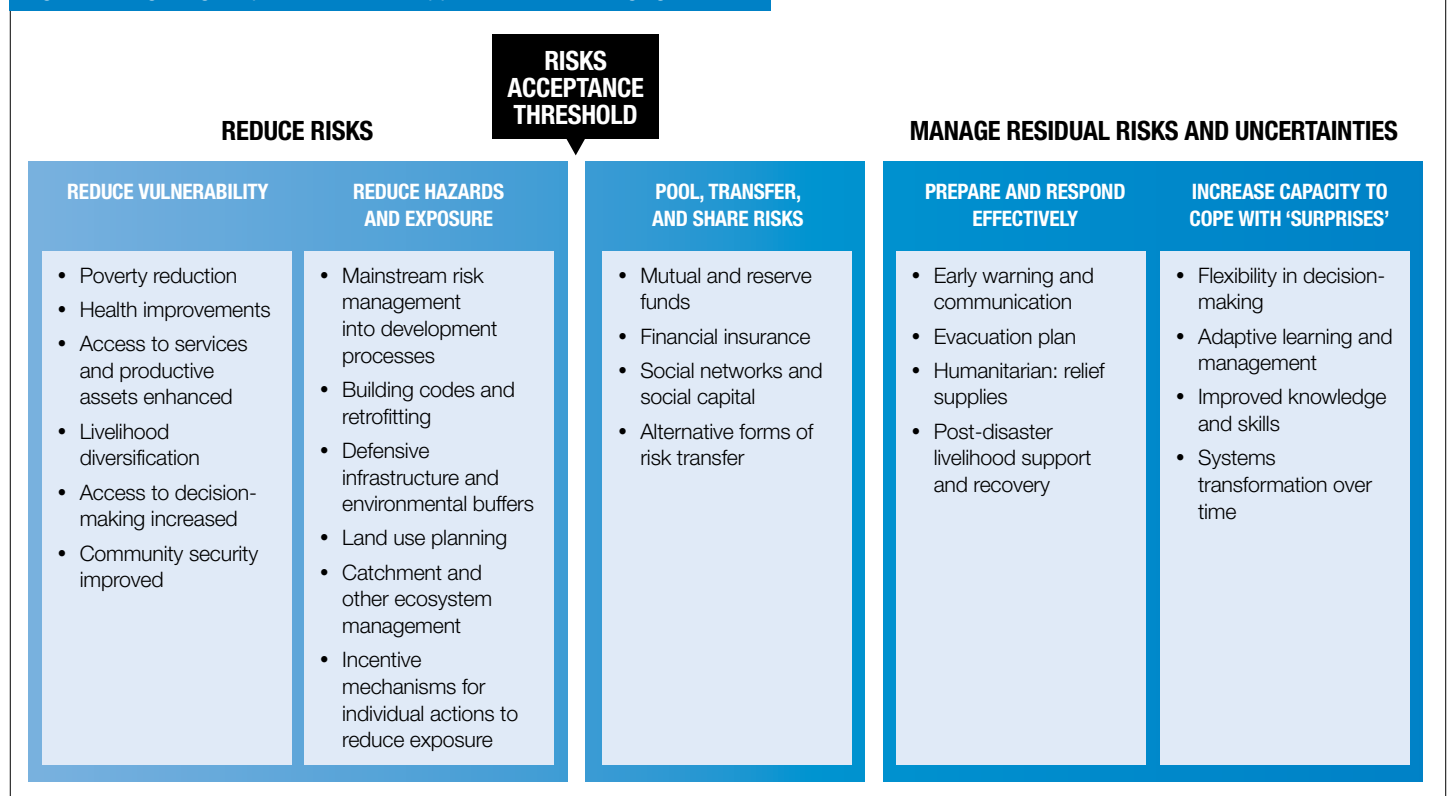 RISKS
ACCEPTANCE
THRESHOLD
REDUCE RISKS
MANAGE RESIDUAL RISKS AND UNCERTAINTIES
REDUCE VULNERABILITY
• Poverty reduction
• Health improvements
• Access to services
and productive
assets enhanced
• Livelihood
diversification
• Access to decision-
making increased
• Community security
improved
REDUCE HAZARDS
AND EXPOSURE
• Mainstream risk
management
into development
processes
• Building codes and
retrofitting
• Defensive
infrastructure and
environmental buffers
• Land use planning
• Catchment and
other ecosystem
management
• Incentive
mechanisms for
individual actions to
reduce exposure
POOL, TRANSFER,
AND SHARE RISKS
• Mutual and reserve
funds
• Financial insurance
• Social networks and
social capital
• Alternative forms of
risk transfer
PREPARE AND RESPOND
EFFECTIVELY
• Early warning and
communication
• Evacuation plan
• Humanitarian: relief
supplies
• Post-disaster
livelihood support
and recovery
INCREASE CAPACITY TO
COPE WITH ‘SURPRISES’
• Flexibility in decision-
making
• Adaptive learning and
management
• Improved knowledge
and skills
• Systems
transformation over
time